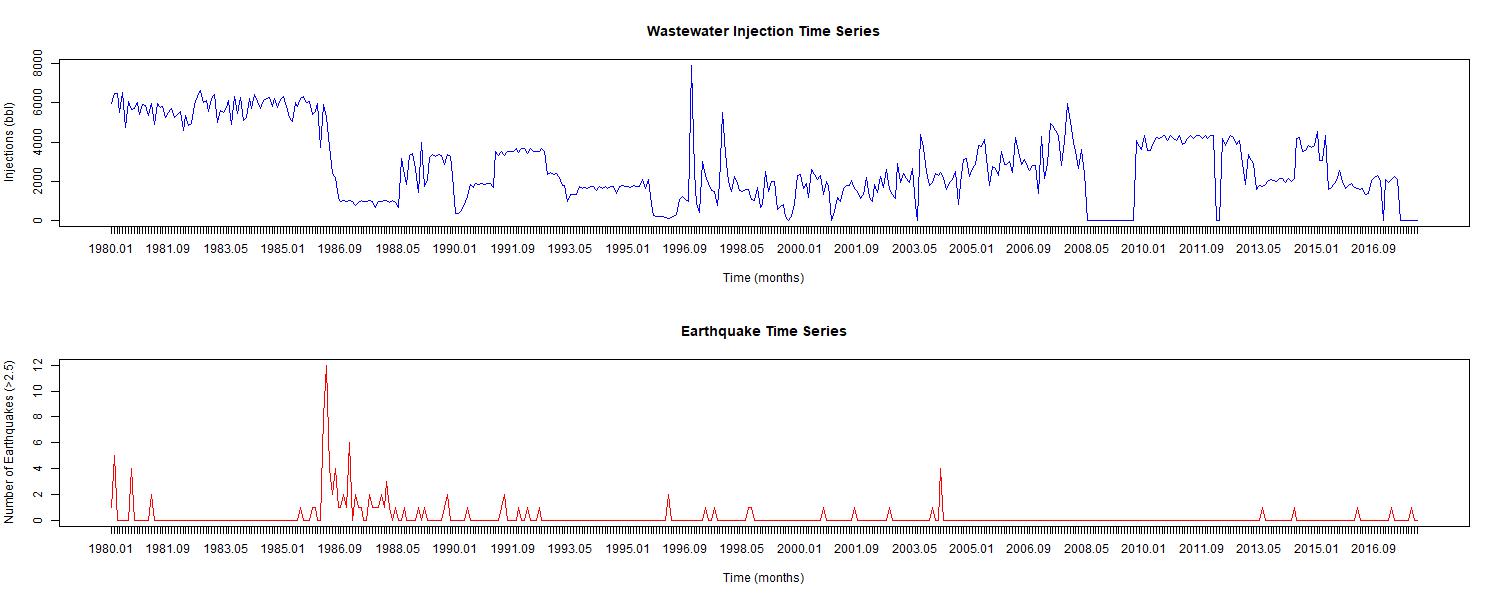 Wastewater Injection Time Series
Injections (bbl)
8000
6000
4000
2000
0
1980.01 1981.09 1983.05 1985.01 1986.09 1988.05 1990.01 1991.09 1993.05 1995.01 1996.09 1998.05 2000.01 2001.09 2003.05 2005.01 2006.09 2008.05 2010.01 2011.09 2013.05 2015.01 2016.09
Time (months)
Earthquake Time Series
Number of Earthquakes (>2.5)
12
10
8
6
4
2
0
1980.01 1981.09 1983.05 1985.01 1986.09 1988.05 1990.01 1991.09 1993.05 1995.01 1996.09 1998.05 2000.01 2001.09 2003.05 2005.01 2006.09 2008.05 2010.01 2011.09 2013.05 2015.01 2016.09
Time (months)